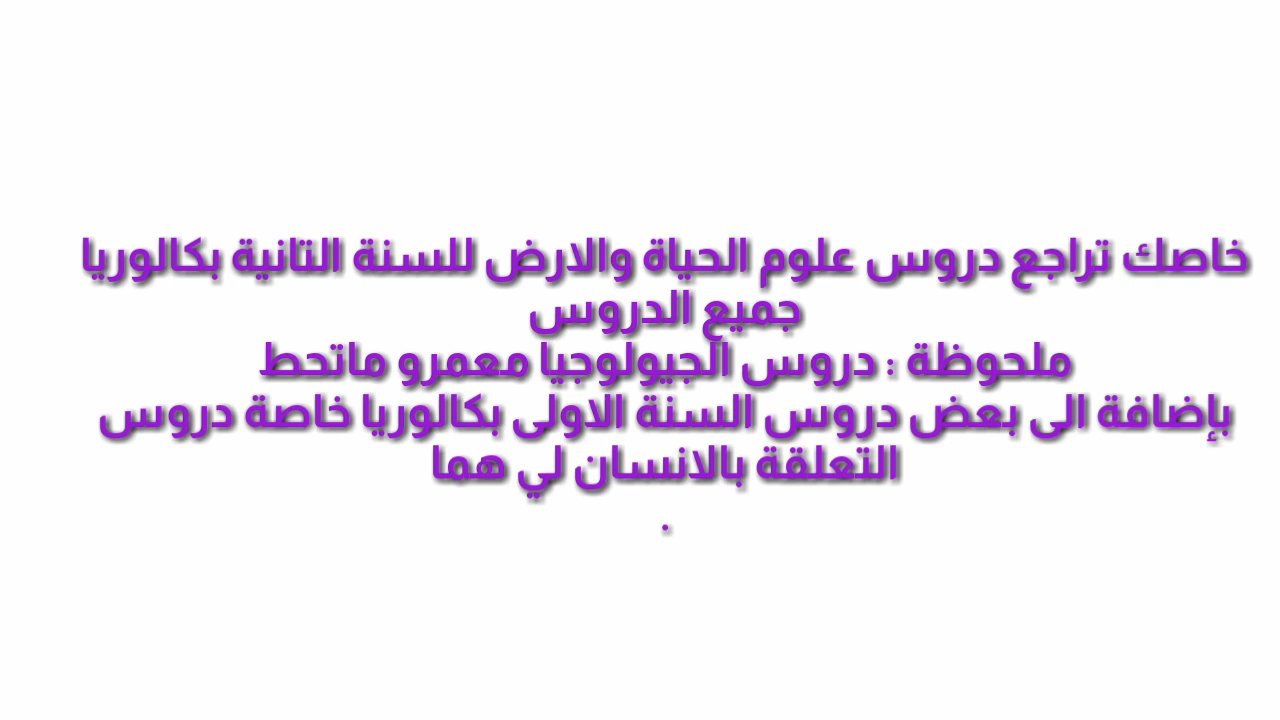 خاصك تراجع دروس علوم الحياة والارض للسنة التانية بكالوريا
جميع الدروس
ملحوظة : دروس الجيولوجيا معمرو ماتحط
بإضافة الى بعض دروس السنة الاولى بكالوريا خاصة دروس
التعلقة بالانسان لي هما
.